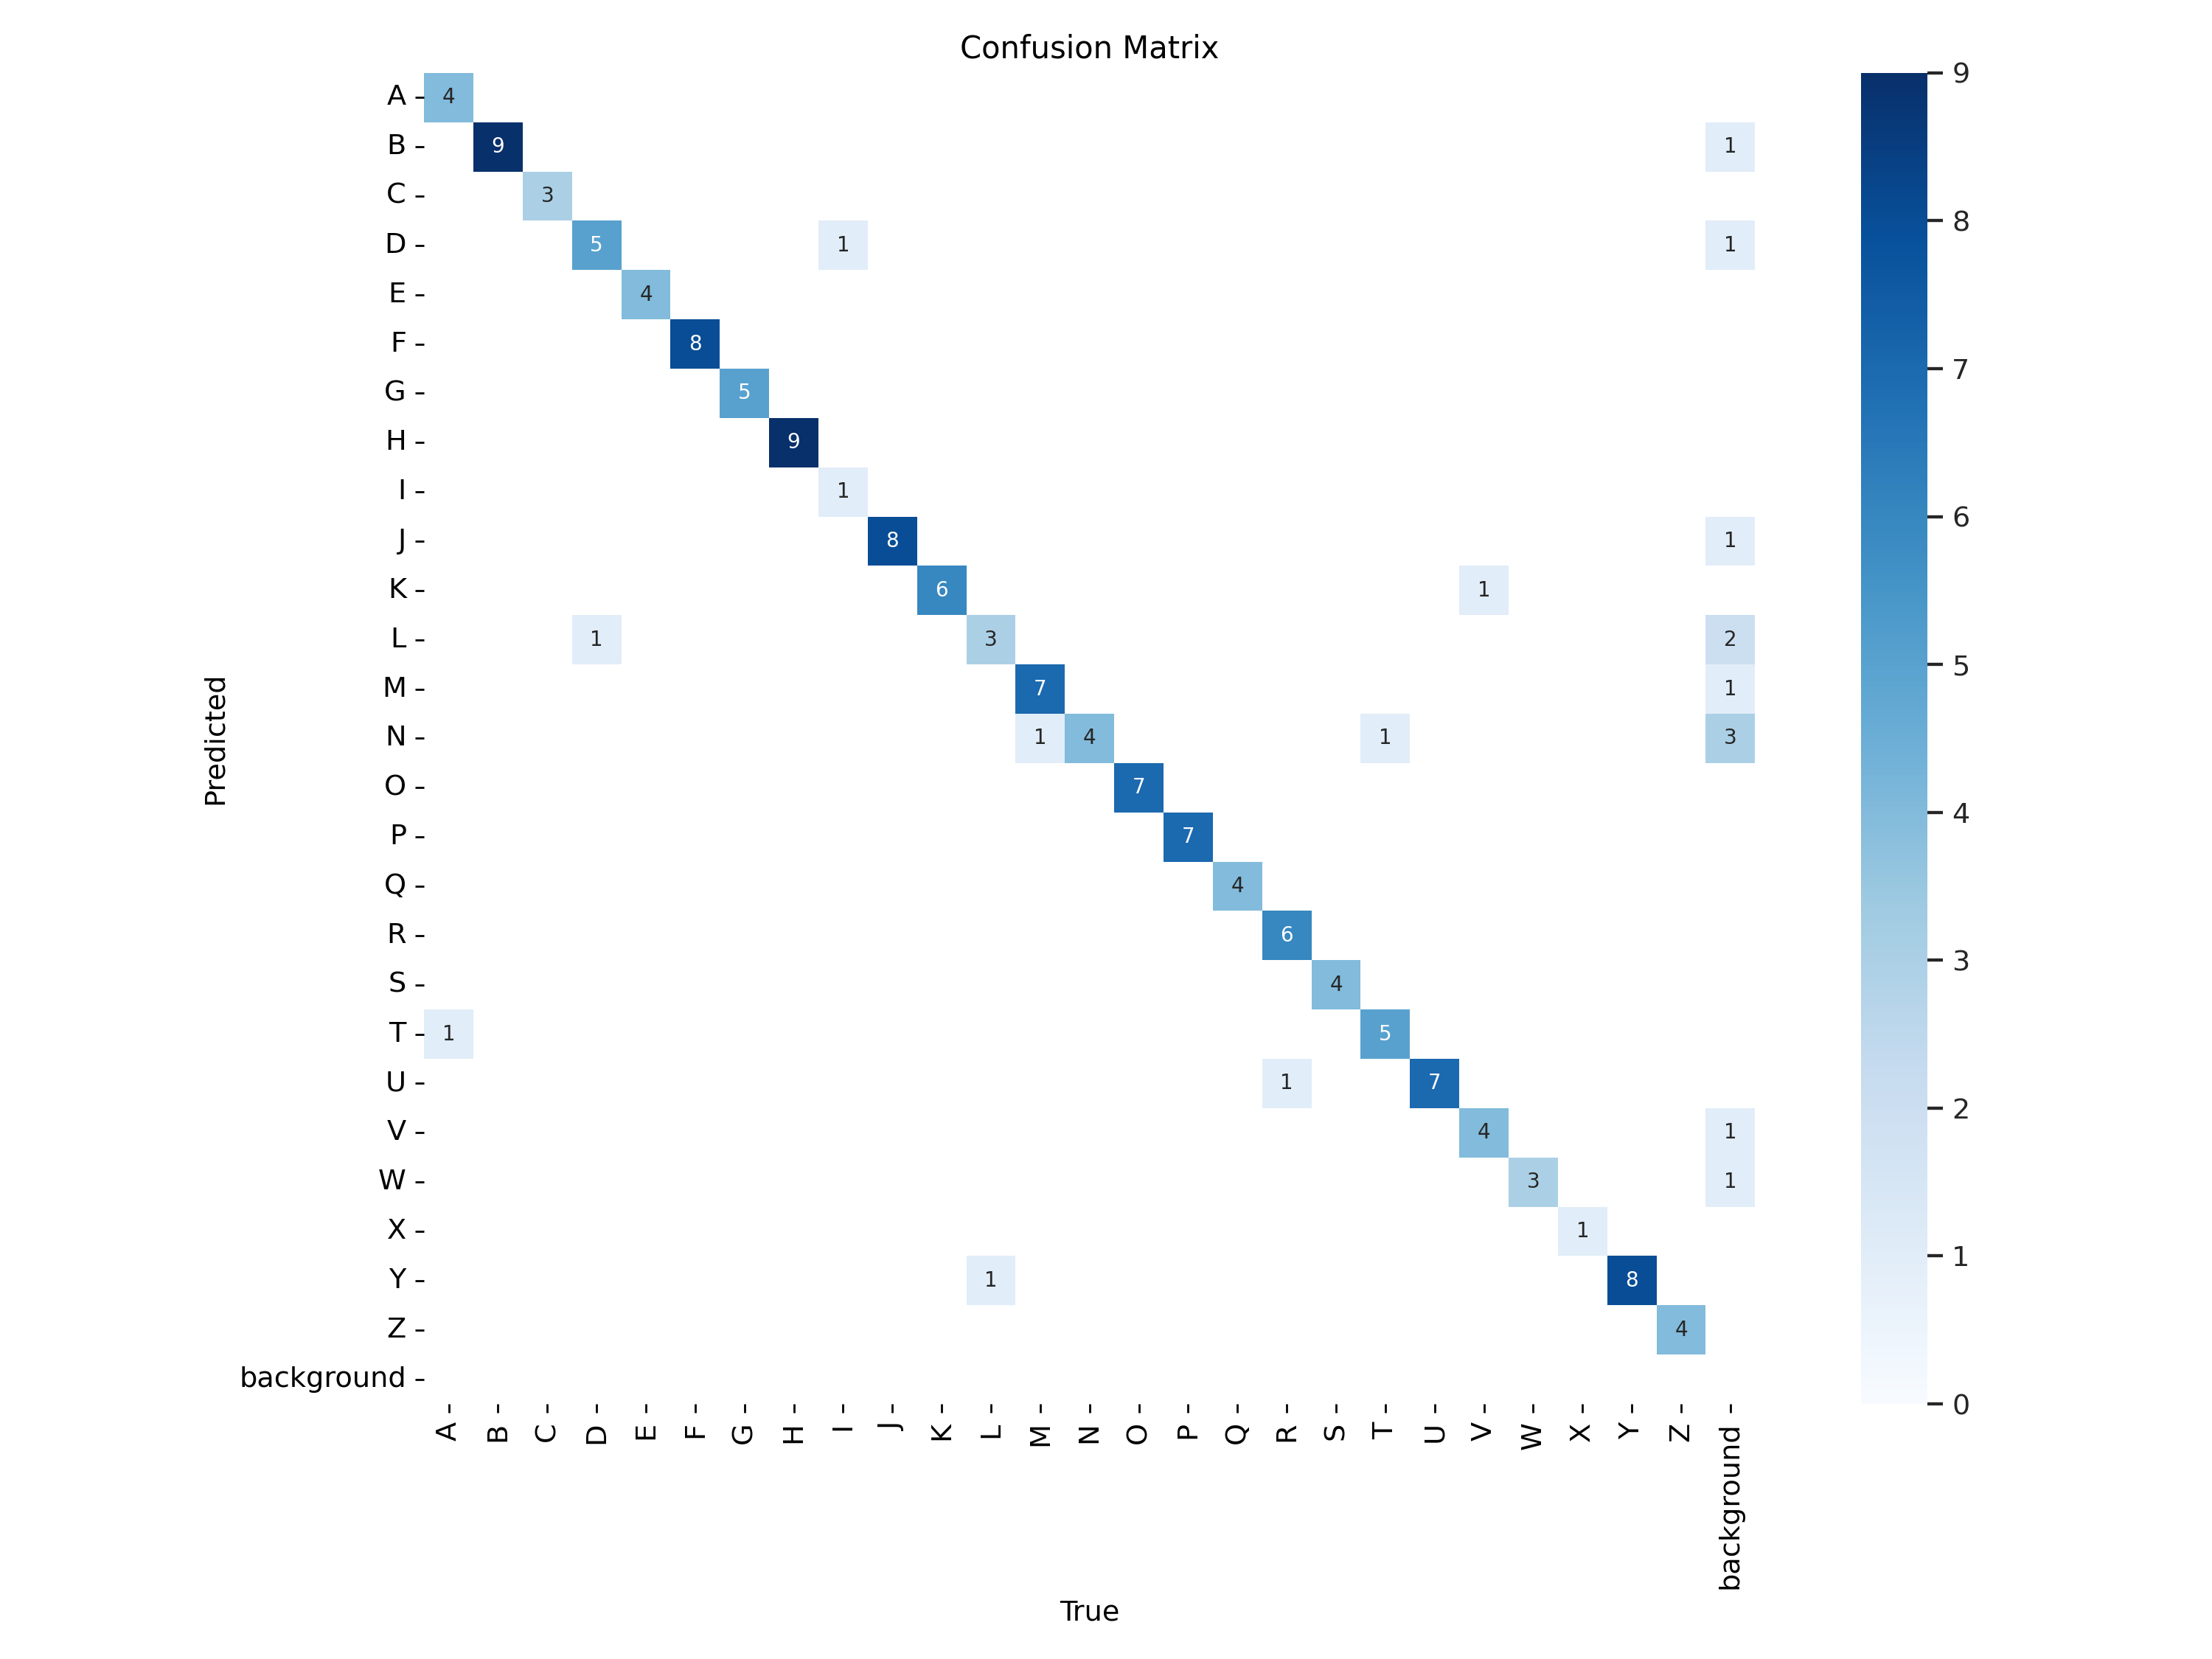 Confusion Matrix
A 4
B 9 1
C 3
D 5 1 1
E 4
F 8
G 5
H 9
I 1
J 8 1
K 6 1
L 1 3 2
M 7 1
N 1 4 1 3
O 7
P 7
Q 4
R 6
S 4
T 1 5
U 1 7
V 4 1
W 3 1
X 1
Y 1 8
Z 4
background
A B C D E F G H I J K L M N O P Q R S T U V W X Y Z background
Predicted
True
9
8
7
6
5
4
3
2
1
0